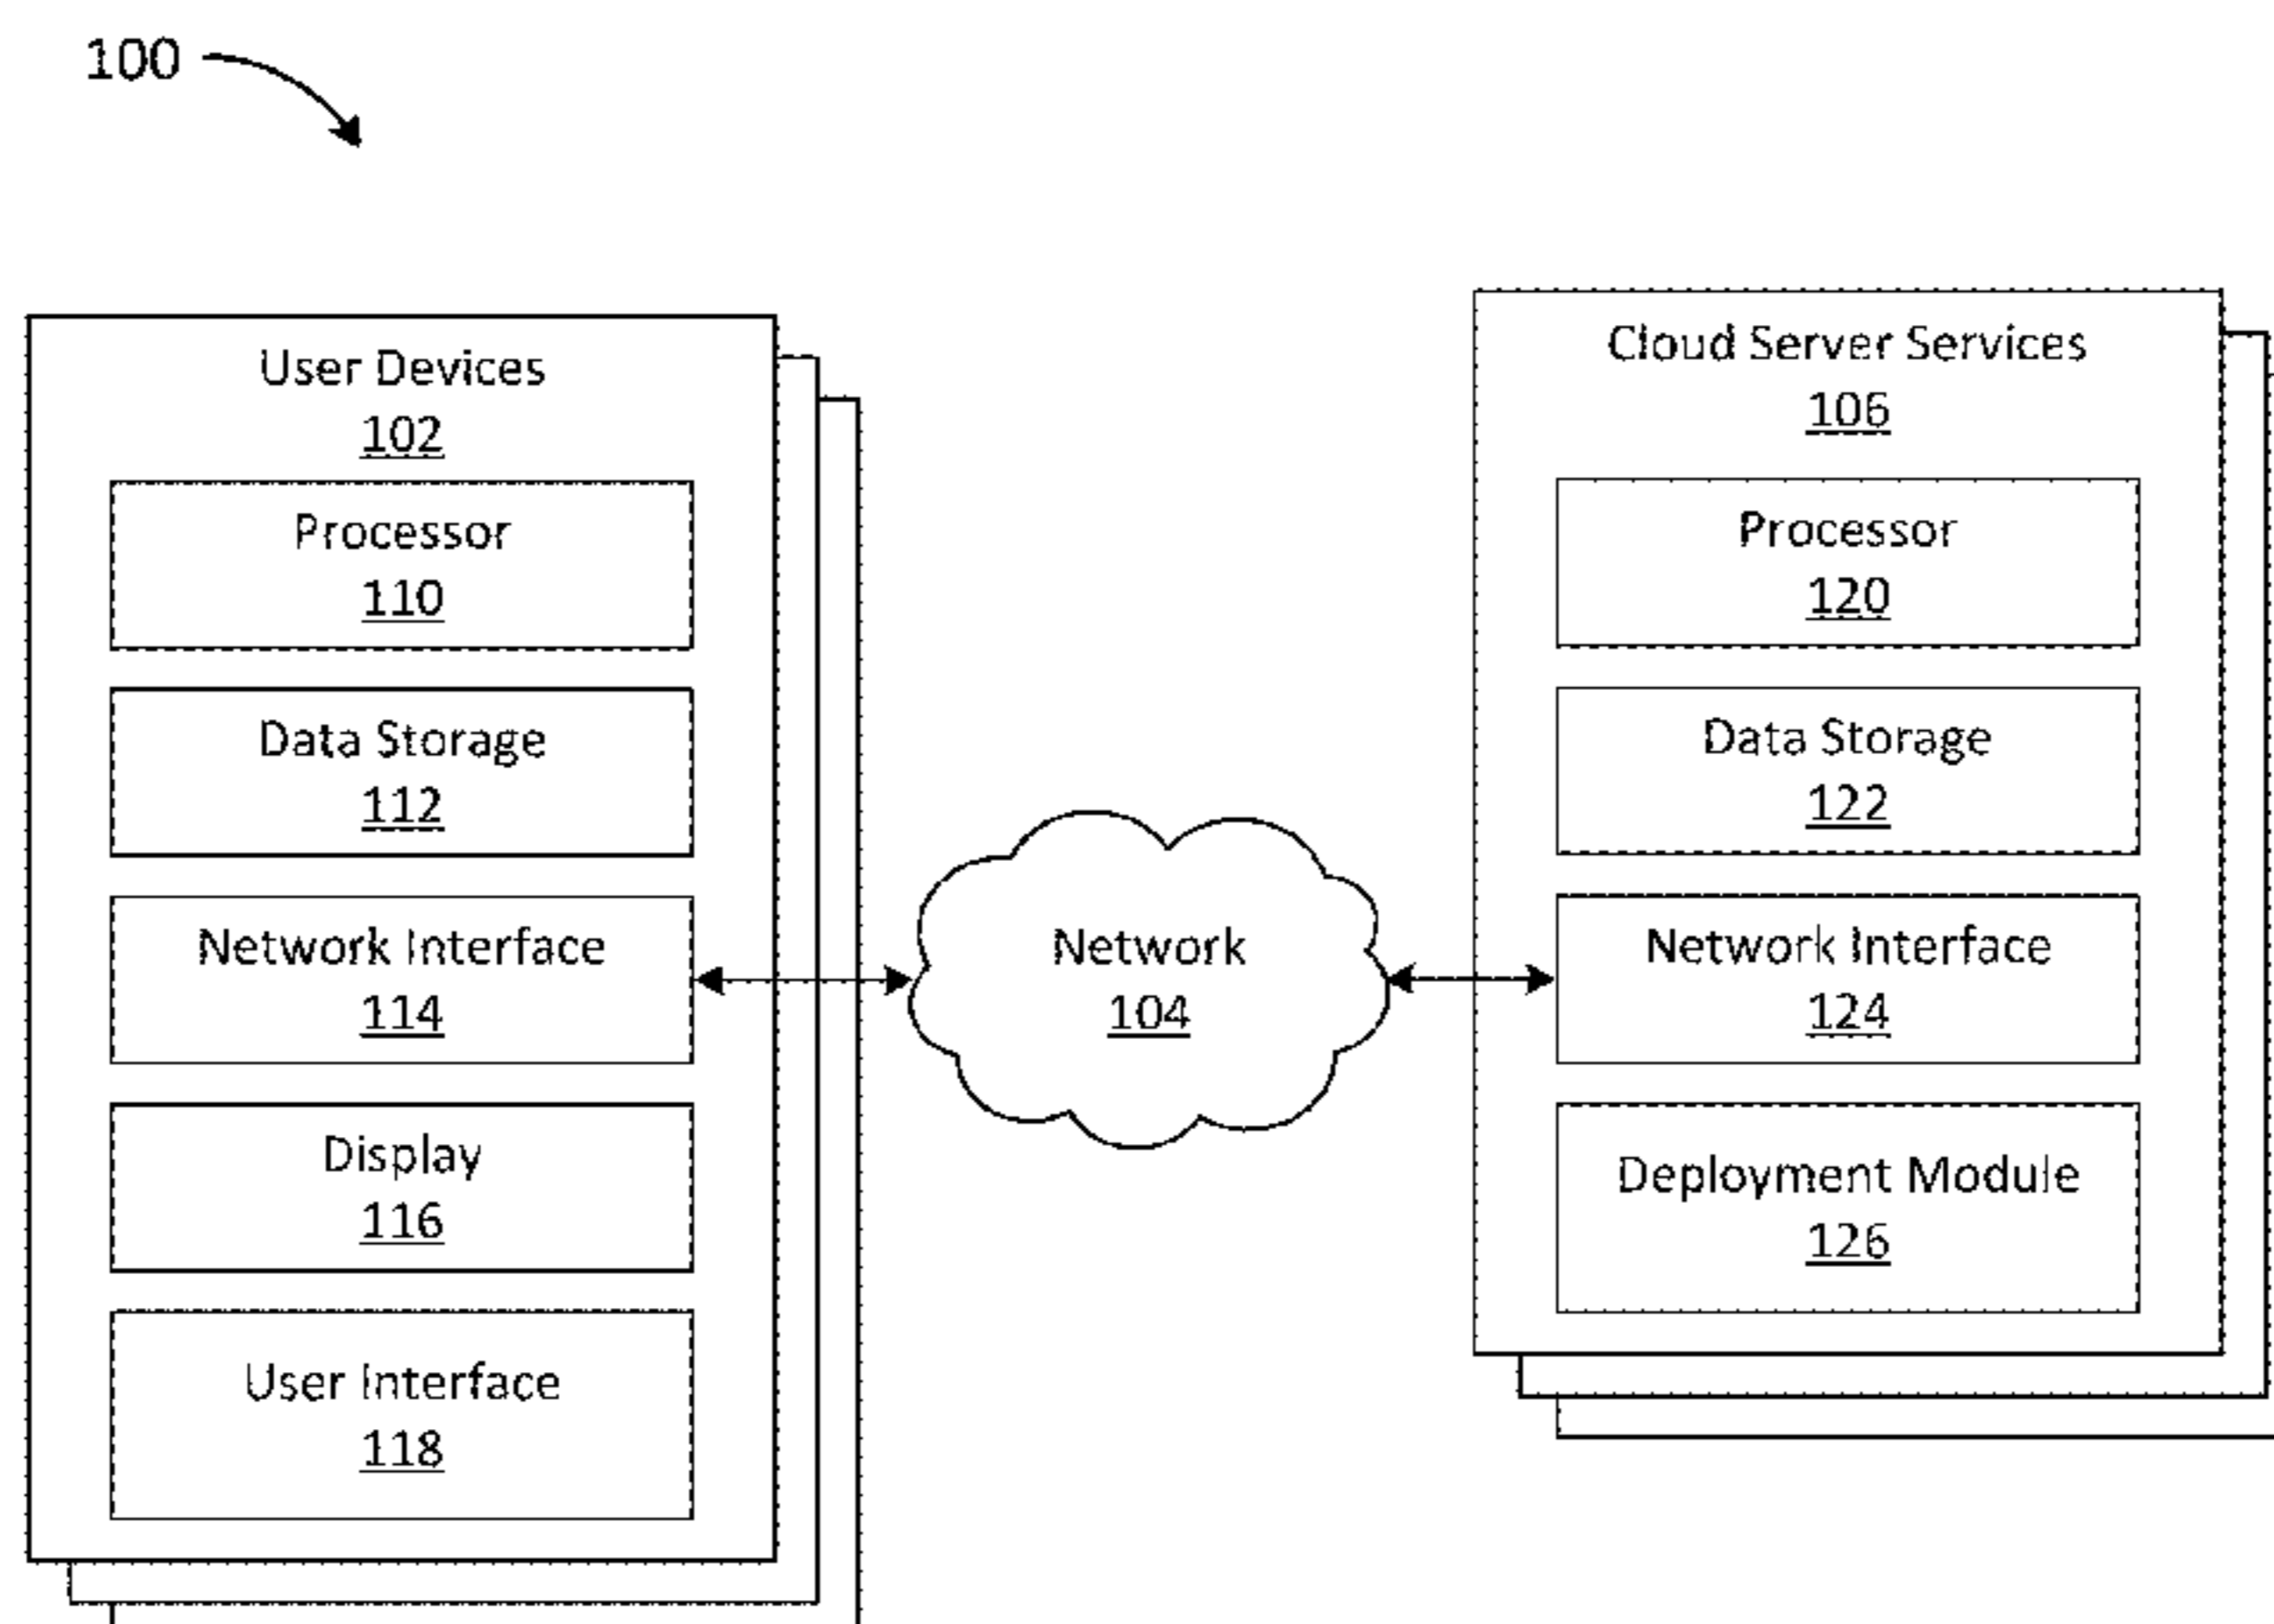 100
User Devices
102
Processor
110
Data Storage
112
Network Interface
114
Display
116
User Interface
118
Network
104
Cloud Server Services
106
Processor
120
Data Storage
122
Network Interface
124
Deployment Module
126